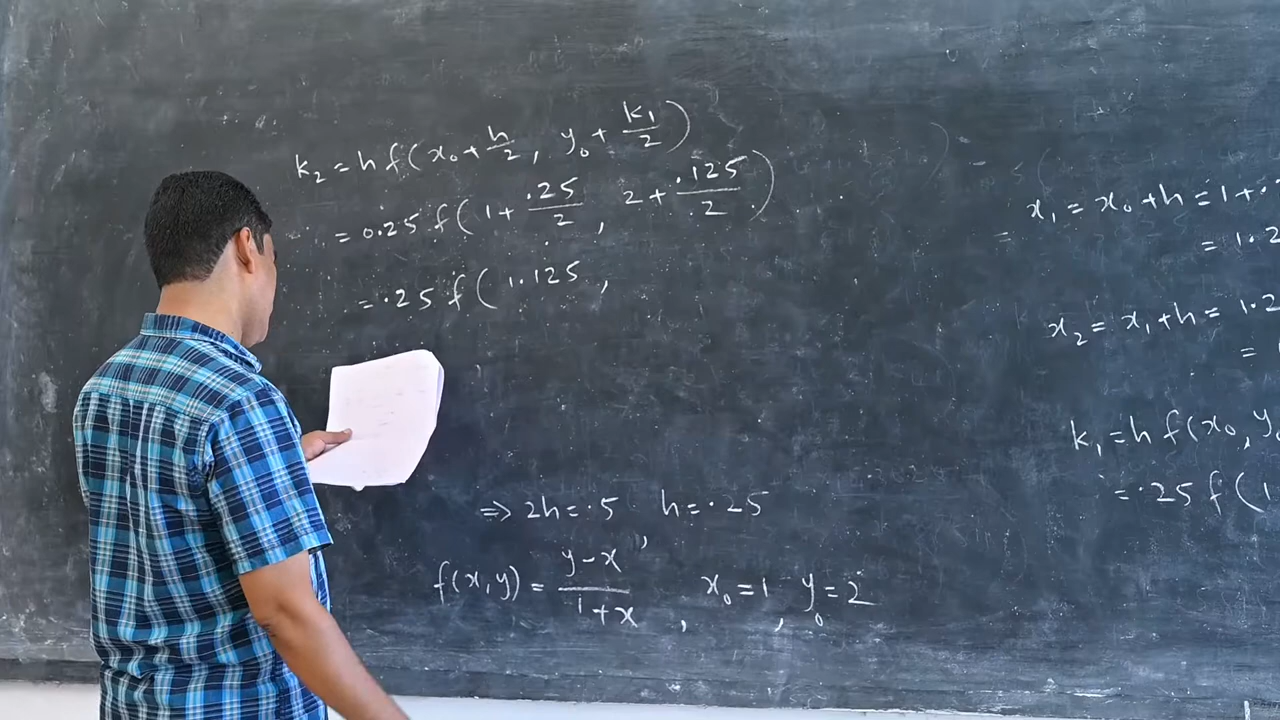 k₂ = h f(x₀ + h/2, y₀ + k₁/2)
= 0.25 f(1 + .25/2, 2 + .125/2)
= .25 f(1.125,
⇒ 2h = .5, h = .25
f(x, y) = y-x/1+x, x₀ = 1, y₀ = 2
x₁ = x₀ + h = 1 + .
= 1.2
x₂ = x₁ + h = 1.2
=
k₁ = h f(x₀, y₀
= .25 f(1